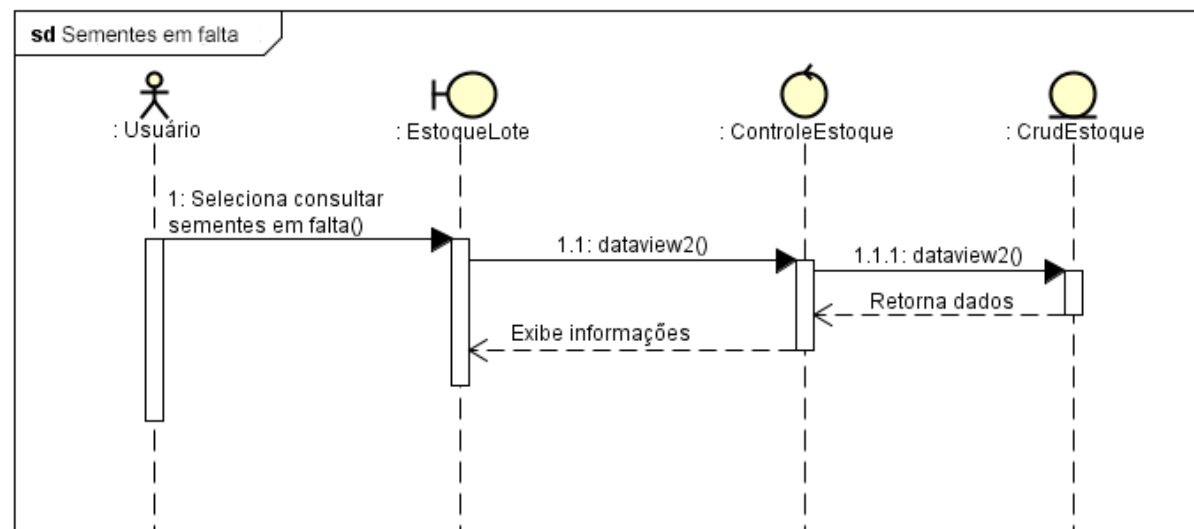 sd Sementes em falta
: Usuário
: EstoqueLote
: ControleEstoque
: CrudEstoque
1: Seleciona consultar
sementes em falta()
1.1: dataview2()
1.1.1: dataview2()
Retorna dados
Exibe informações